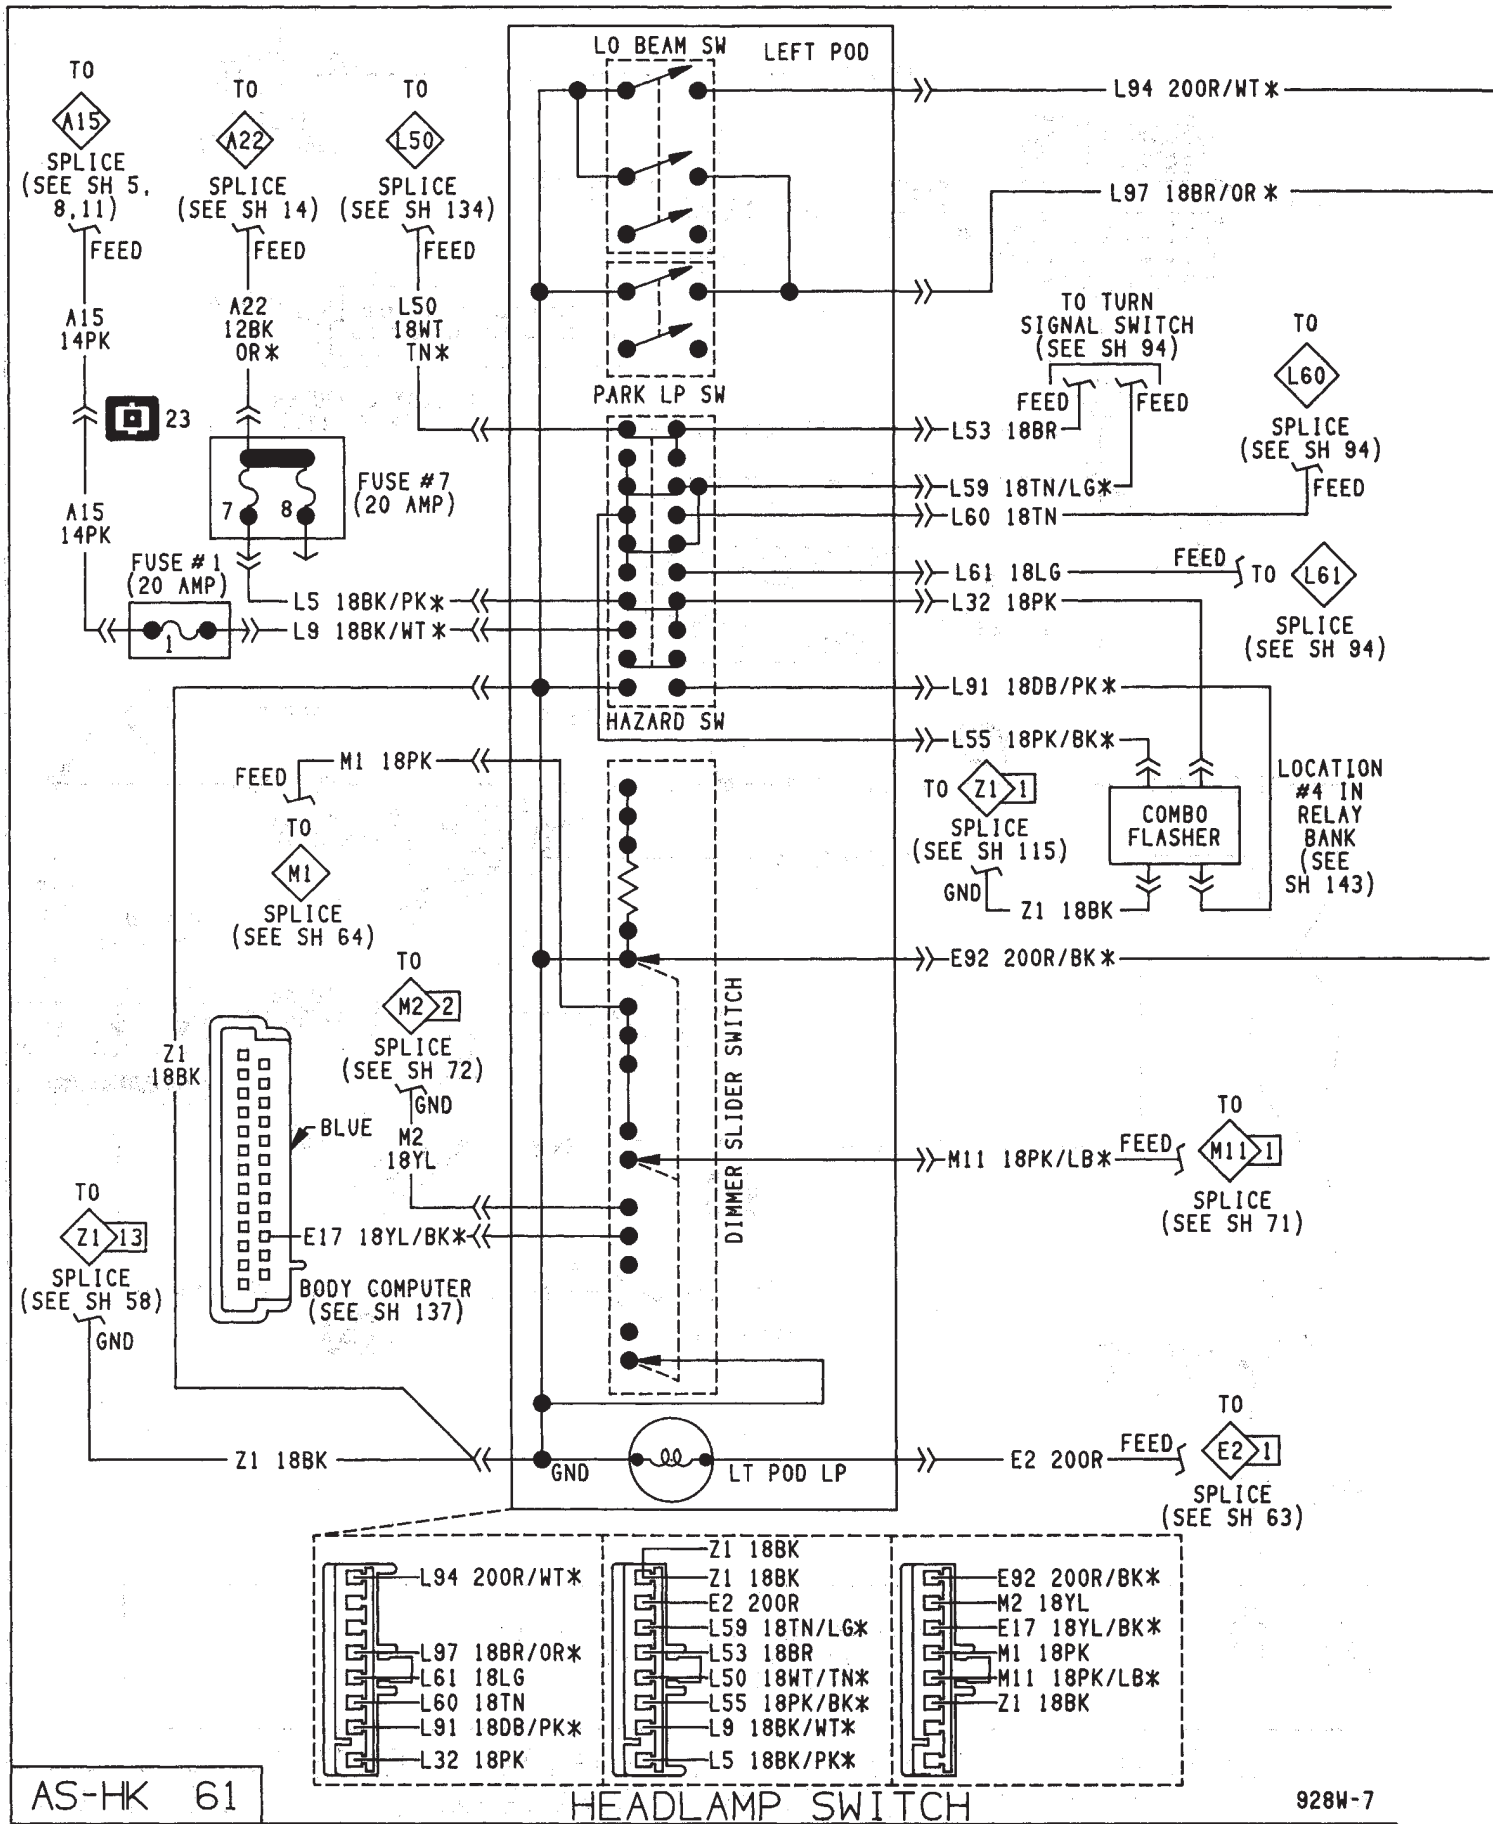 LO BEAM SW
LEFT POD
TO
A15
SPLICE
(SEE SH 5,
8,11)
FEED
A15
14PK
23
A15
14PK
TO
A22
SPLICE
(SEE SH 14)
FEED
A22
12BK
OR*
TO
L50
SPLICE
(SEE SH 134)
FEED
L50
18WT
TN*
FUSE #7
(20 AMP)
7
8
FUSE #1
(20 AMP)
1
L5 18BK/PK*
L9 18BK/WT*
PARK LP SW
HAZARD SW
L94 200R/WT*
L97 18BR/OR*
TO TURN
SIGNAL SWITCH
(SEE SH 94)
FEED
FEED
L53 18BR
L59 18TN/LG*
L60 18TN
TO
L60
SPLICE
(SEE SH 94)
FEED
L61 18LG
FEED
TO
L61
SPLICE
(SEE SH 94)
L32 18PK
L91 18DB/PK*
L55 18PK/BK*
TO
Z1
1
SPLICE
(SEE SH 115)
GND
Z1 18BK
COMBO
FLASHER
LOCATION
#4 IN
RELAY
BANK
(SEE
SH 143)
E92 200R/BK*
M1 18PK
FEED
TO
M1
SPLICE
(SEE SH 64)
TO
M2
2
SPLICE
(SEE SH 72)
GND
M2
18YL
Z1
18BK
BLUE
E17 18YL/BK*
BODY COMPUTER
(SEE SH 137)
DIMMER SLIDER SWITCH
M11 18PK/LB*
FEED
TO
M11
1
SPLICE
(SEE SH 71)
TO
Z1
13
SPLICE
(SEE SH 58)
GND
Z1 18BK
GND
LT POD LP
E2 200R
FEED
TO
E2
1
SPLICE
(SEE SH 63)
L94 200R/WT*
L97 18BR/OR*
L61 18LG
L60 18TN
L91 18DB/PK*
L32 18PK
Z1 18BK
Z1 18BK
E2 200R
L59 18TN/LG*
L53 18BR
L50 18WT/TN*
L55 18PK/BK*
L9 18BK/WT*
L5 18BK/PK*
E92 200R/BK*
M2 18YL
E17 18YL/BK*
M1 18PK
M11 18PK/LB*
Z1 18BK
AS-HK 61
HEADLAMP SWITCH
928W-7